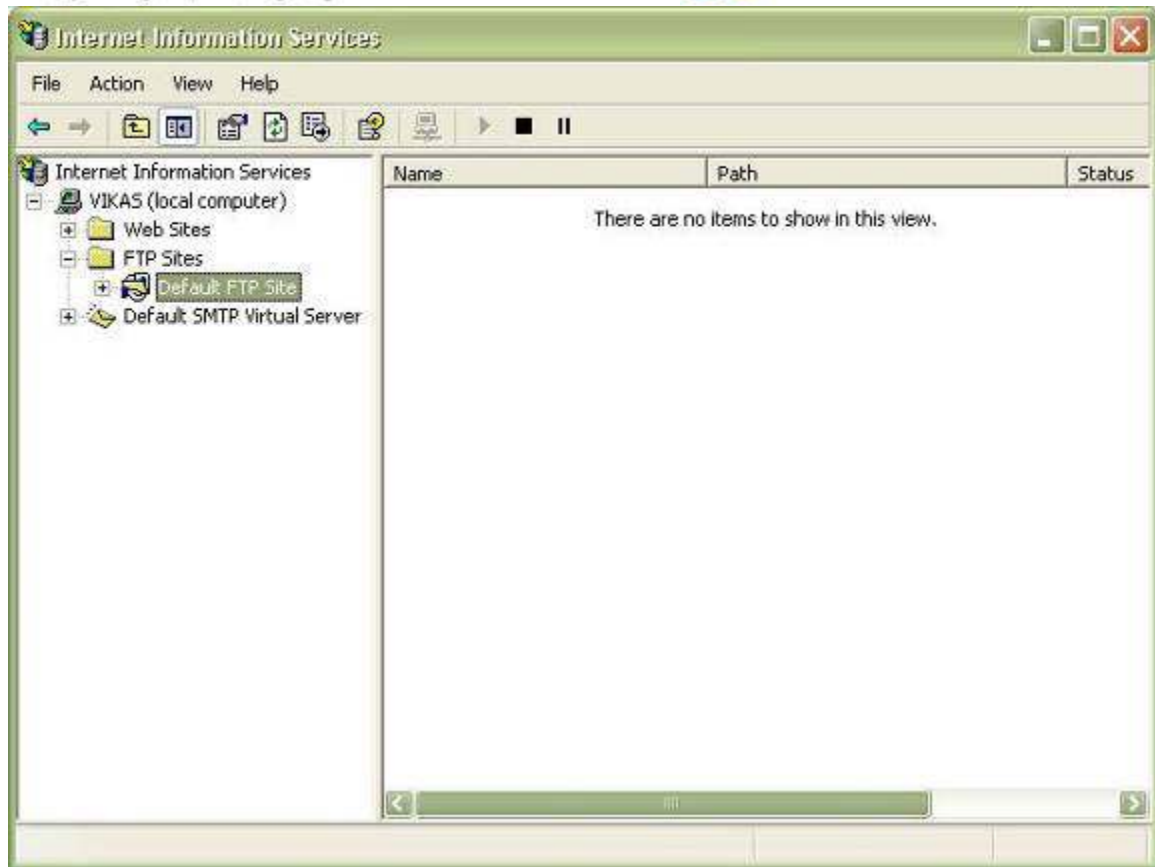 Internet Information Services
File Action View Help
Internet Information Services
VIKAS (local computer)
Web Sites
FTP Sites
Default FTP Site
Default SMTP Virtual Server
Name Path Status
There are no items to show in this view.